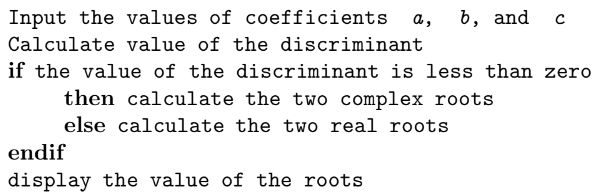 Input the values of coefficients a, b, and c
Calculate value of the discriminant
if the value of the discriminant is less than zero
then calculate the two complex roots
else calculate the two real roots
endif
display the value of the roots